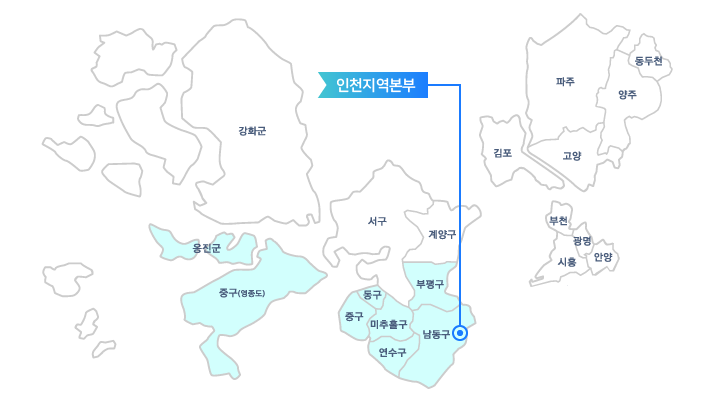 인천지역본부
동두천
파주
양주
강화군
김포
고양
서구
부천
계양구
광명
옹진군
시흥
안양
부평구
중구(영종도)
동구
중구
미추홀구
남동구
연수구